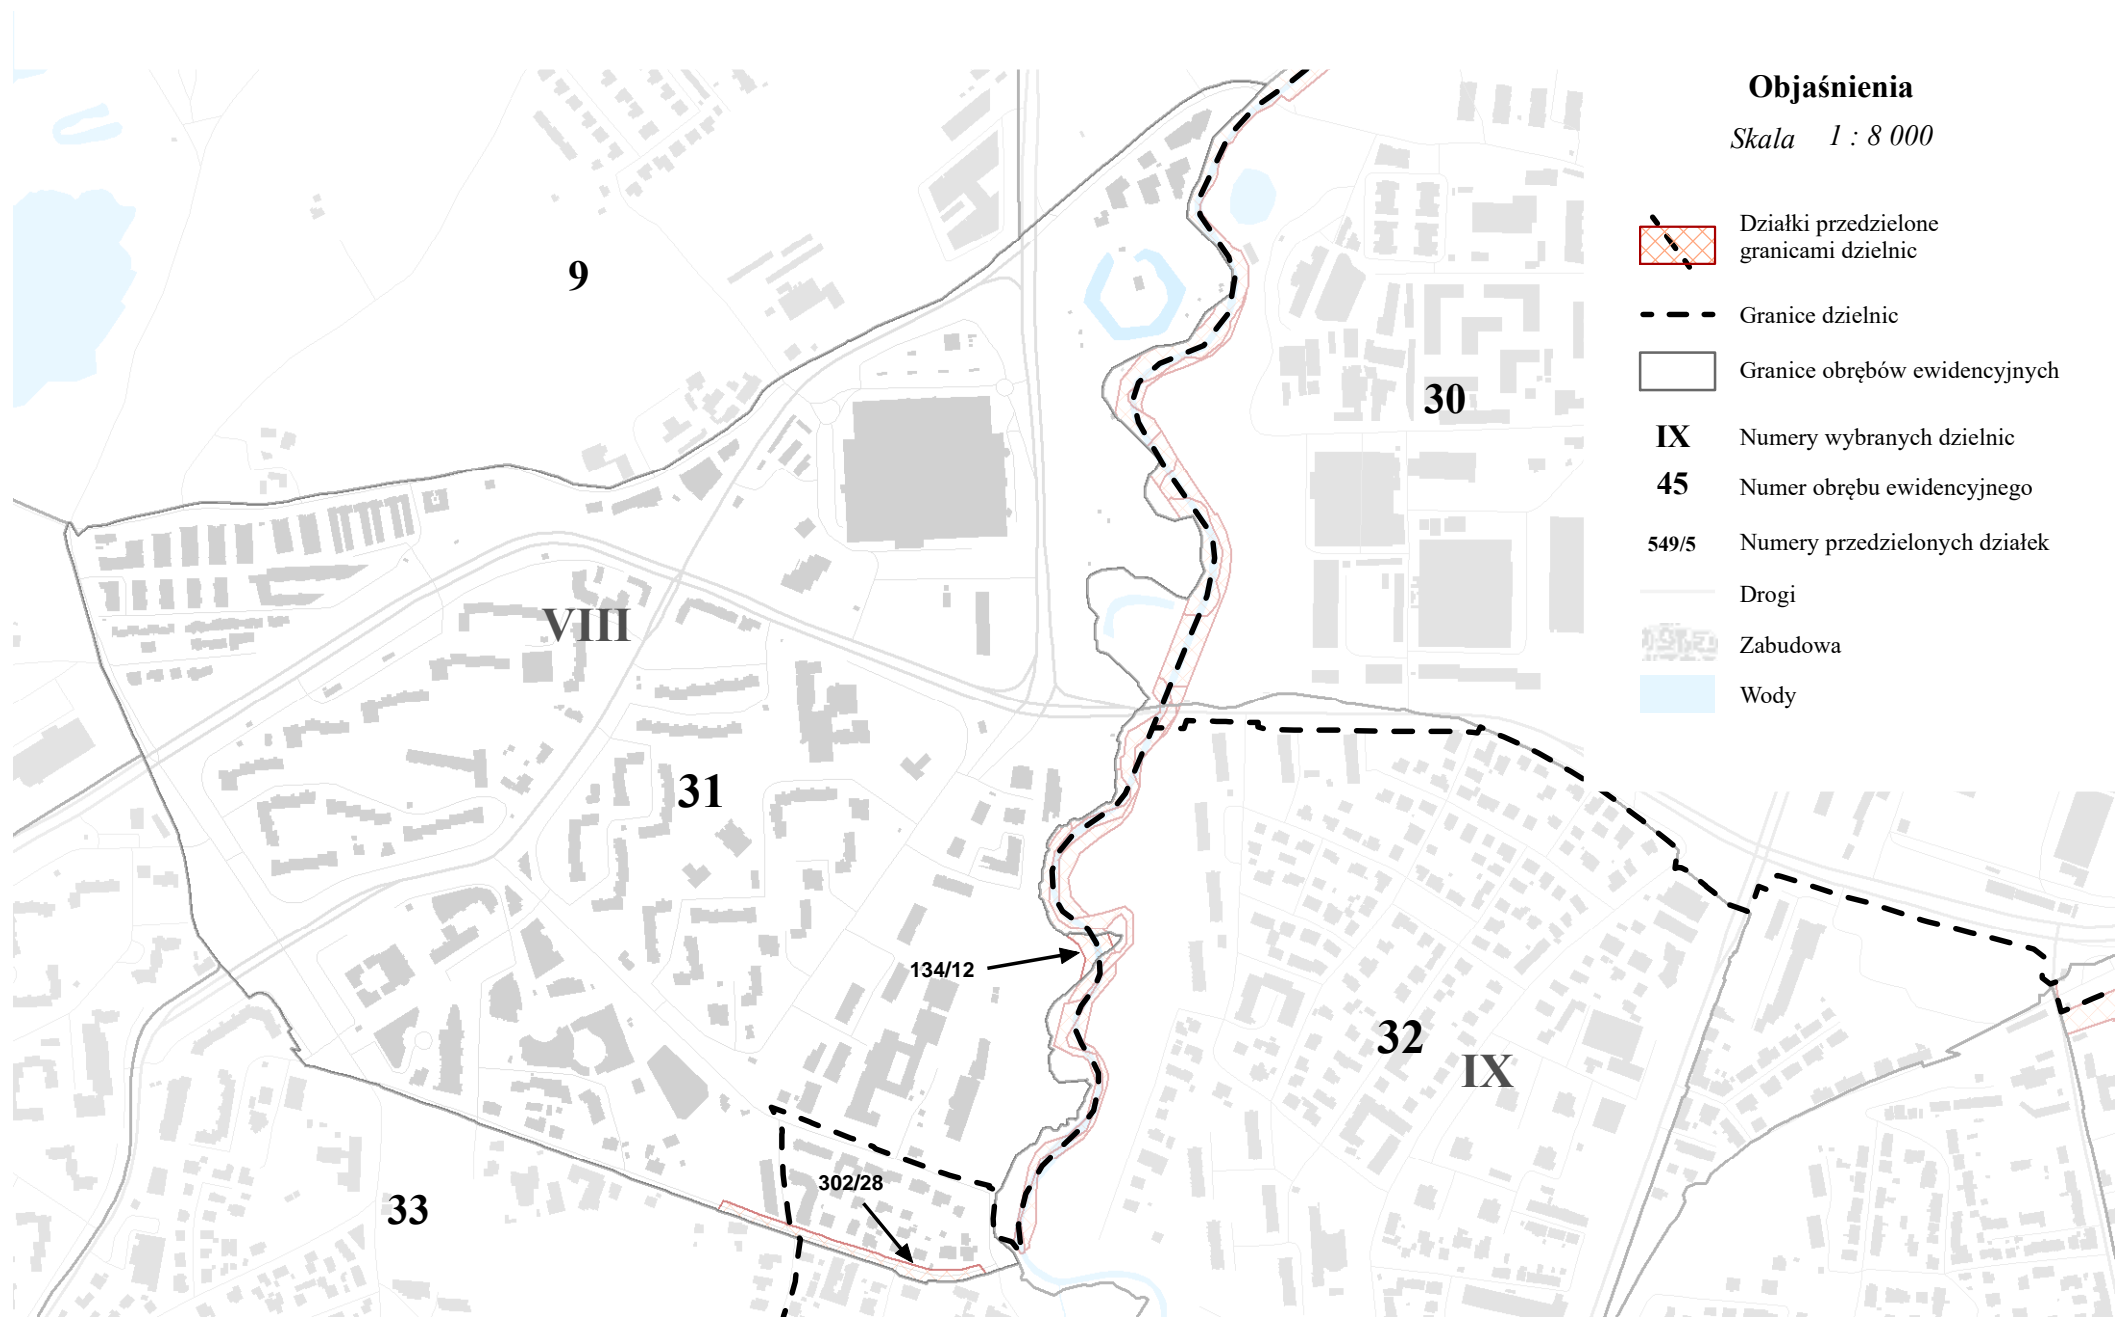 Objaśnienia
Skala 1 : 8 000
Działki przedzielone
granicami dzielnic
Granice dzielnic
Granice obrębów ewidencyjnych
IX Numery wybranych dzielnic
45 Numer obrębu ewidencyjnego
549/5 Numery przedzielonych działek
Drogi
Zabudowa
Wody
9
30
VIII
31
134/12
32
IX
302/28
33